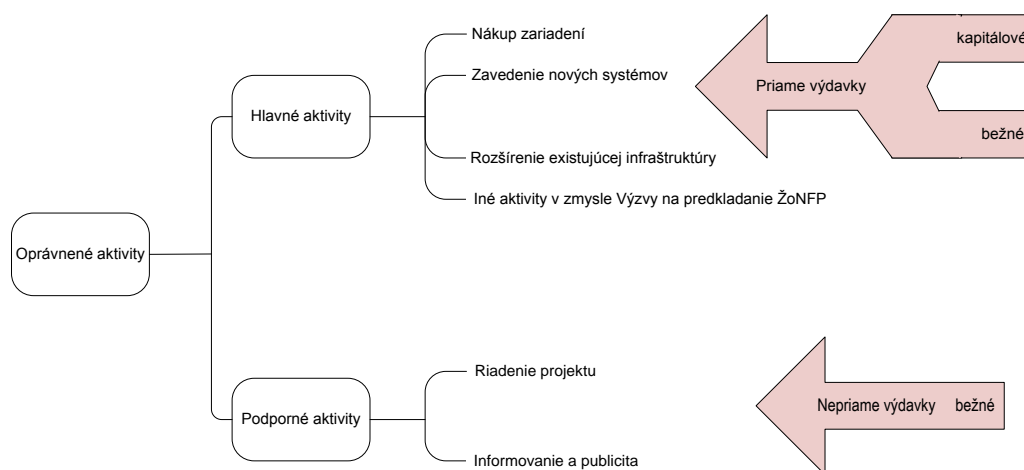 Nákup zariadení
kapitálové
Zavedenie nových systémov
Priame výdavky
Hlavné aktivity
bežné
Rozšírenie existujúcej infraštruktúry
Iné aktivity v zmysle Výzvy na predkladanie ŽoNFP
Oprávnené aktivity
Riadenie projektu
Nepriame výdavky bežné
Podporné aktivity
Informovanie a publicita